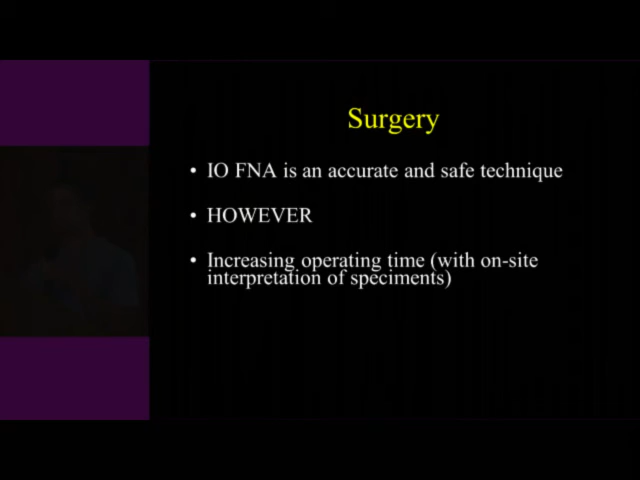 Surgery
• IO FNA is an accurate and safe technique
• HOWEVER
• Increasing operating time (with on-site
interpretation of speciments)